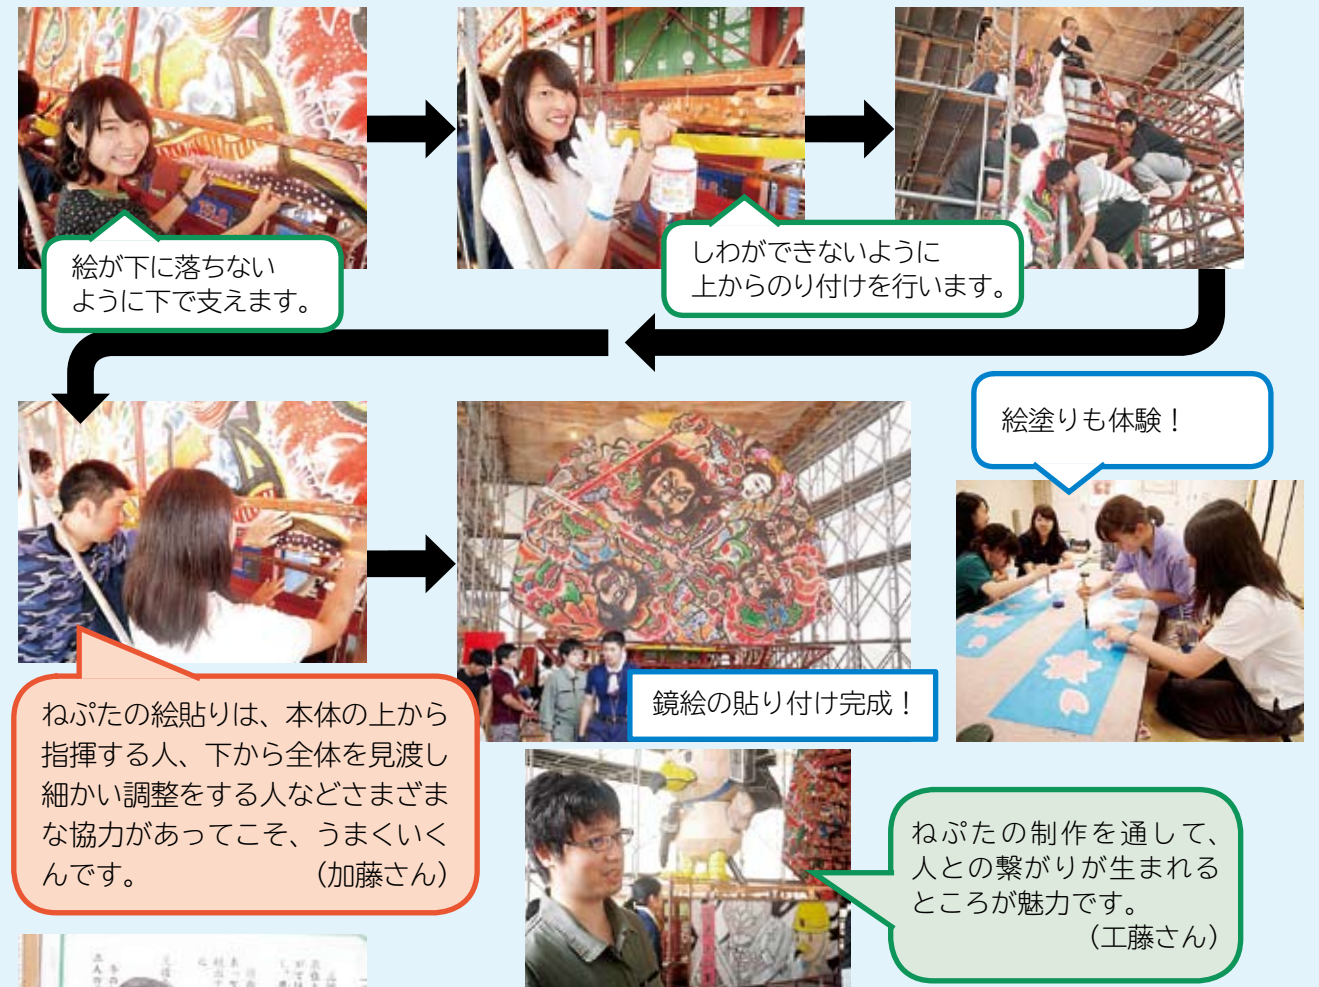 絵が下に落ちない
ように下で支えます。
しわができないように
上からのり付けを行います。
絵塗りも体験！
鏡絵の貼り付け完成！
ねぷたの絵貼りは、本体の上から
指揮する人、下から全体を見渡し
細かい調整をする人などさまざま
な協力があってこそ、うまくいく
んです。　（加藤さん）
ねぷたの制作を通して、
人との繋がりが生まれる
ところが魅力です。
（工藤さん）